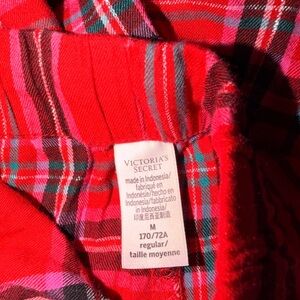 VICTORIA'S
SECRET
made in Indonesia/
fabriqué en
Indonésie/hecho en
Indonesia/fabbricato
in Indonesia/
印度尼西亚制造
M
170/72A
regular/
taille moyenne